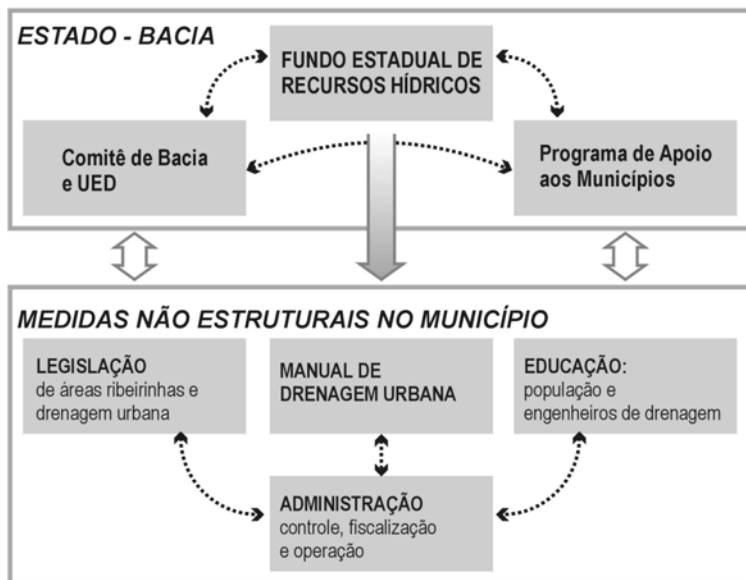 ESTADO - BACIA
FUNDO ESTADUAL DE
RECURSOS HÍDRICOS
Comitê de Bacia
e UED
Programa de Apoio
aos Municípios
MEDIDAS NÃO ESTRUTURAIS NO MUNICÍPIO
LEGISLAÇÃO
de áreas ribeirinhas e
drenagem urbana
MANUAL DE
DRENAGEM URBANA
EDUCAÇÃO:
população e
engenheiros de drenagem
ADMINISTRAÇÃO
controle, fiscalização
e operação